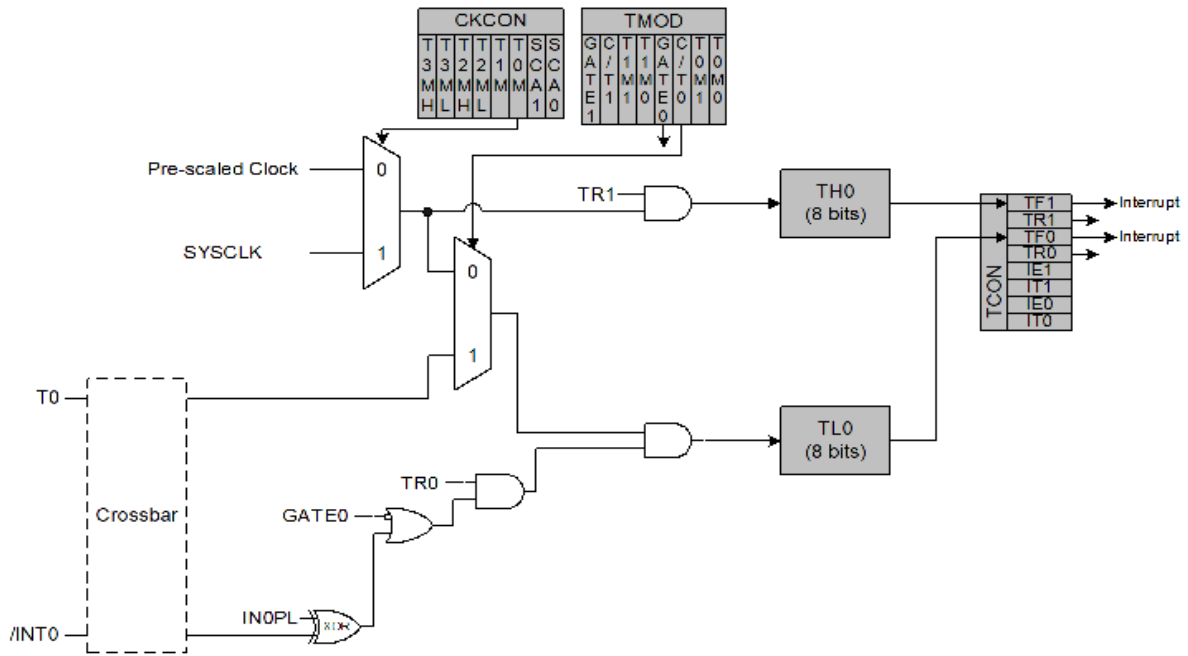 CKCON
T3MH
T3ML
T2MH
T2ML
T1M
T0M
SCA1
SCA0
TMOD
GATE1
C/T1
T1M1
T1M0
GATE0
C/T0
T0M1
T0M0
Pre-scaled Clock
0
SYSCLK
1
TR1
TH0
(8 bits)
TCON
TF1
TR1
TF0
TR0
IE1
IT1
IE0
IT0
Interrupt
Interrupt
0
1
T0
Crossbar
TL0
(8 bits)
TR0
GATE0
IN0PL
XOR
/INT0